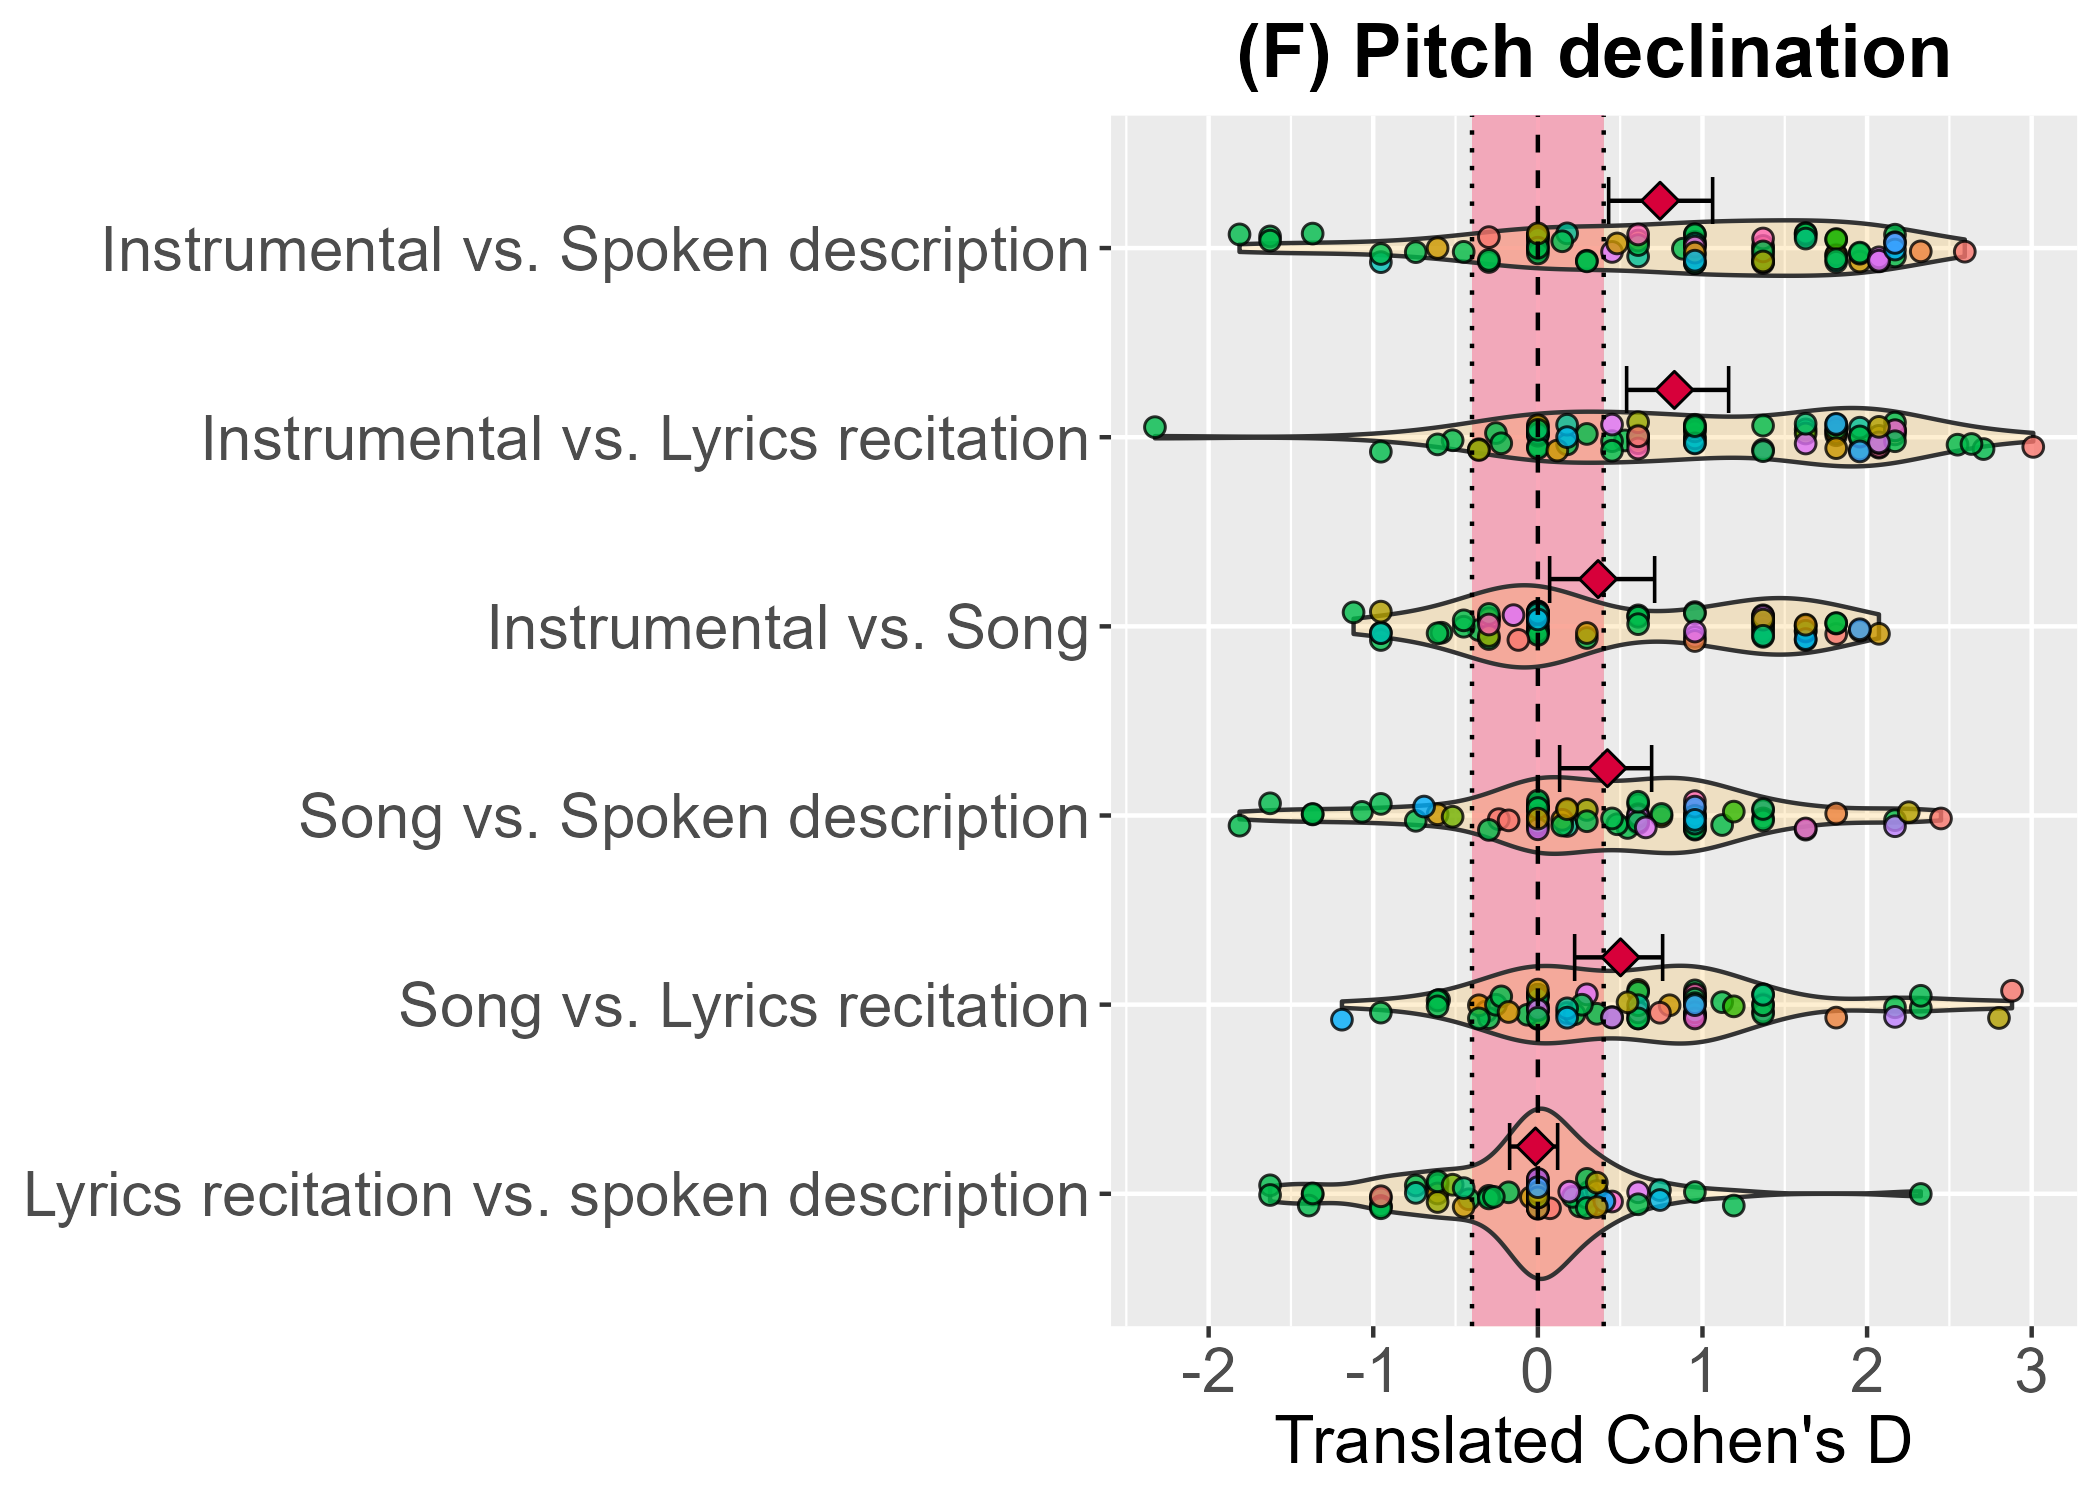 (F) Pitch declination
Instrumental vs. Spoken description
Instrumental vs. Lyrics recitation
Instrumental vs. Song
Song vs. Spoken description
Song vs. Lyrics recitation
Lyrics recitation vs. spoken description
-2 -1 0 1 2 3
Translated Cohen's D